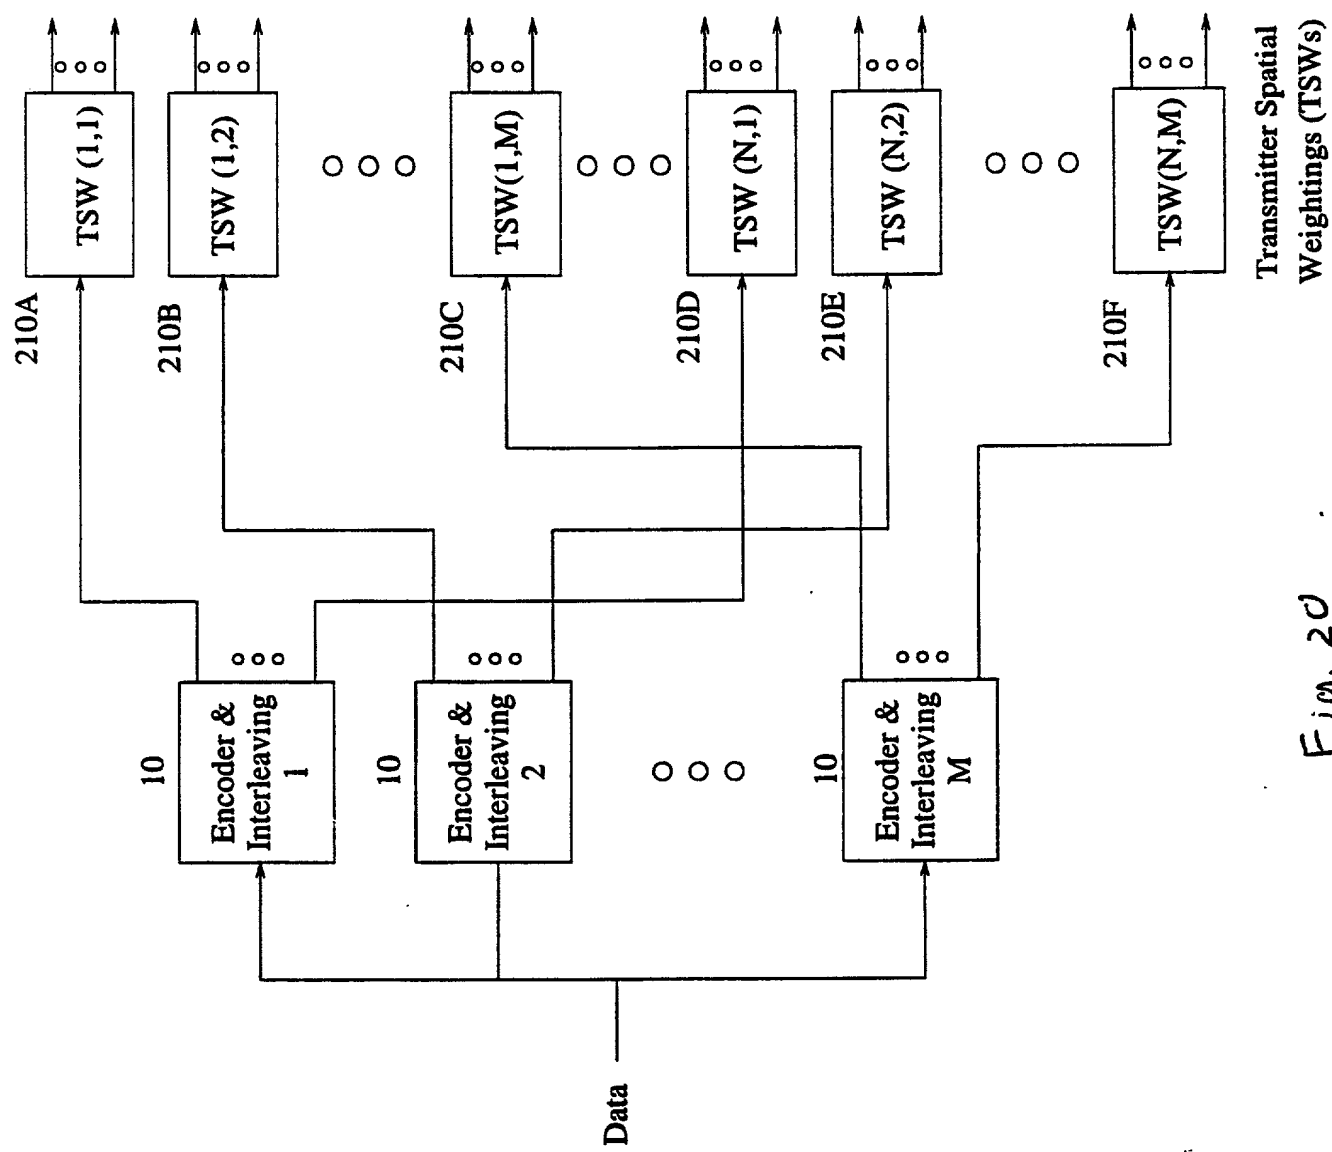 Data
10
Encoder &
Interleaving
1
10
Encoder &
Interleaving
2
10
Encoder &
Interleaving
M
210A
TSW (1,1)
210B
TSW (1,2)
210C
TSW(1,M)
210D
TSW (N,1)
210E
TSW (N,2)
210F
TSW(N,M)
Transmitter Spatial
Weightings (TSWs)
Fig. 20